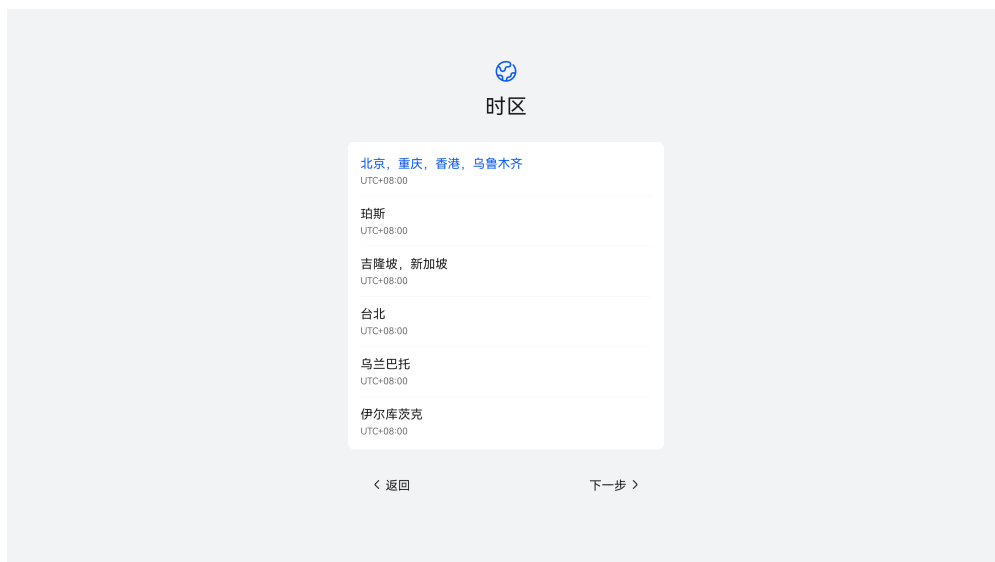 时区
北京，重庆，香港，乌鲁木齐
UTC+08:00
珀斯
UTC+08:00
吉隆坡，新加坡
UTC+08:00
台北
UTC+08:00
乌兰巴托
UTC+08:00
伊尔库茨克
UTC+08:00
返回
下一步